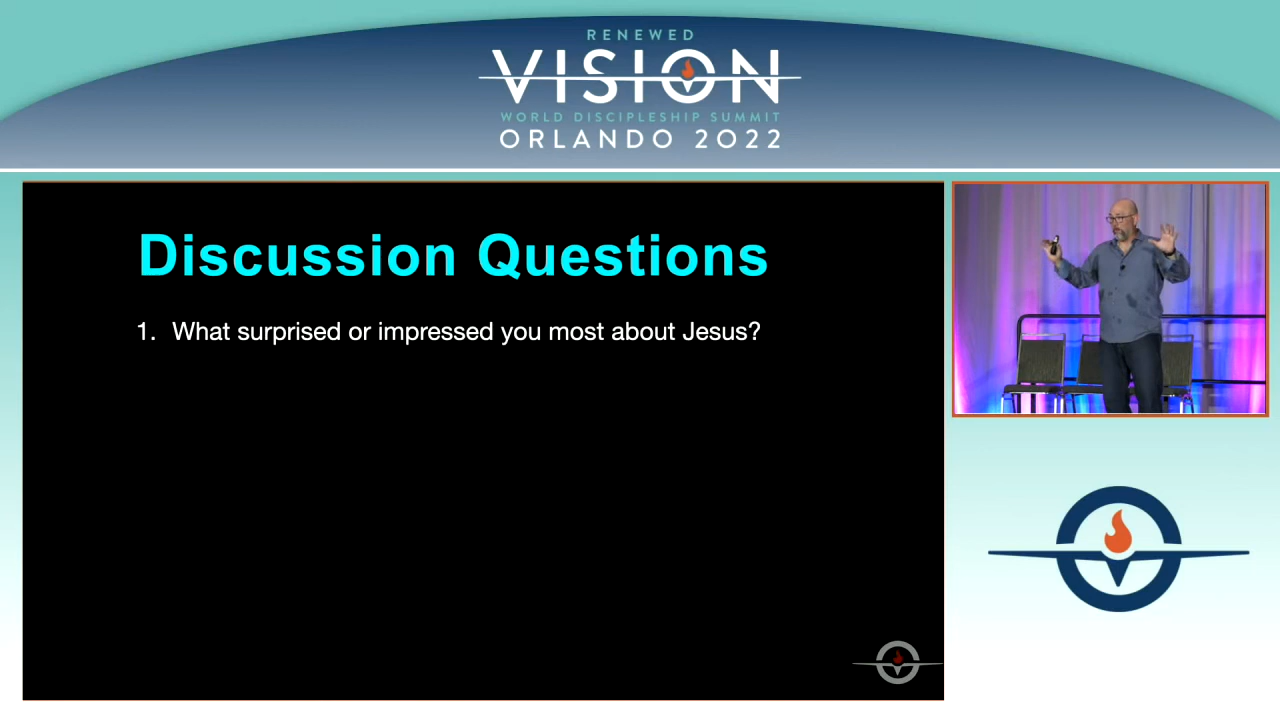 RENEWED
VISION
WORLD DISCIPLESHIP SUMMIT
ORLANDO 2022
Discussion Questions
1. What surprised or impressed you most about Jesus?